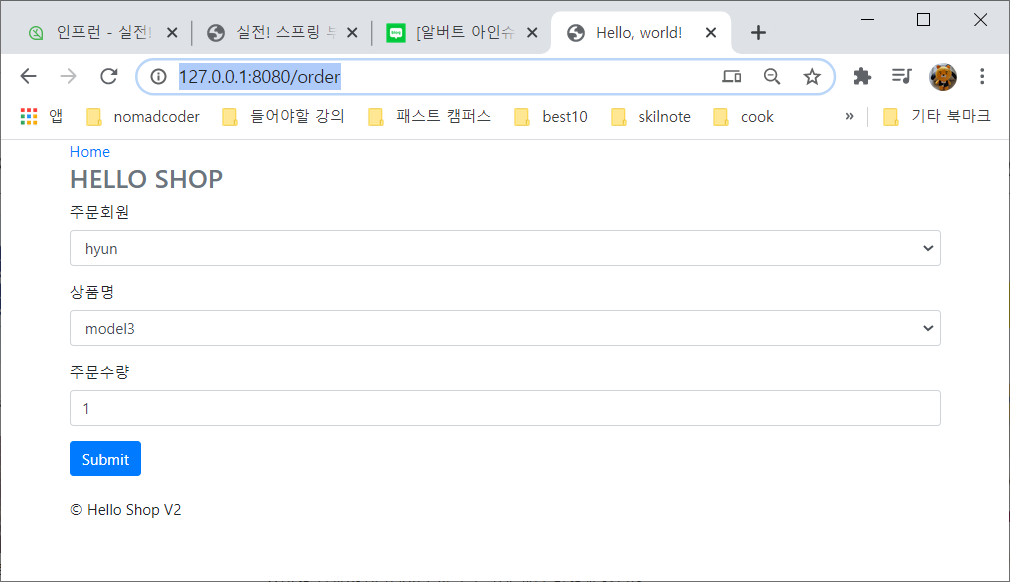 인프런 - 실전!
실전! 스프링 부
[알버트 아인슈
Hello, world!
127.0.0.1:8080/order
앱 nomadcoder 들어야할 강의 패스트 캠퍼스 best10 skilnote cook » 기타 북마크
Home
HELLO SHOP
주문회원
hyun
상품명
model3
주문수량
1
Submit
© Hello Shop V2